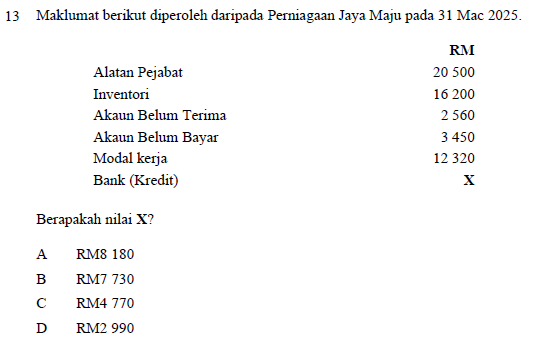 13 Maklumat berikut diperoleh daripada Perniagaan Jaya Maju pada 31 Mac 2025.
RM
Alatan Pejabat 20 500
Inventori 16 200
Akaun Belum Terima 2 560
Akaun Belum Bayar 3 450
Modal kerja 12 320
Bank (Kredit) X
Berapakah nilai X?
A RM8 180
B RM7 730
C RM4 770
D RM2 990